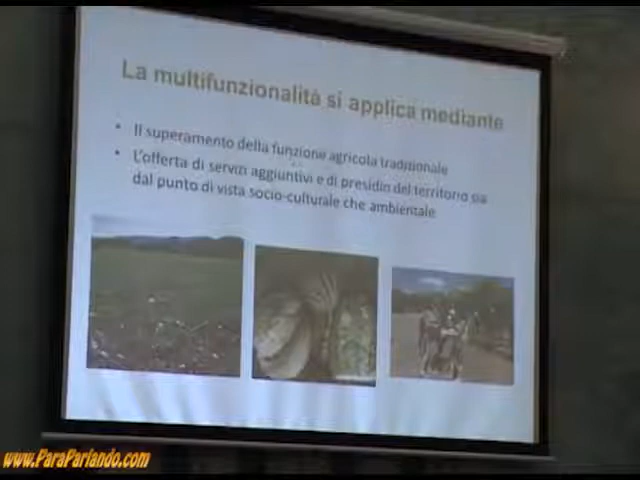 La multifunzionalità si applica mediante
• Il superamento della funzione agricola tradizionale
• L'offerta di servizi aggiuntivi e di presidio del territorio sia
dal punto di vista socio-culturale che ambientale
www.ParaParlando.com